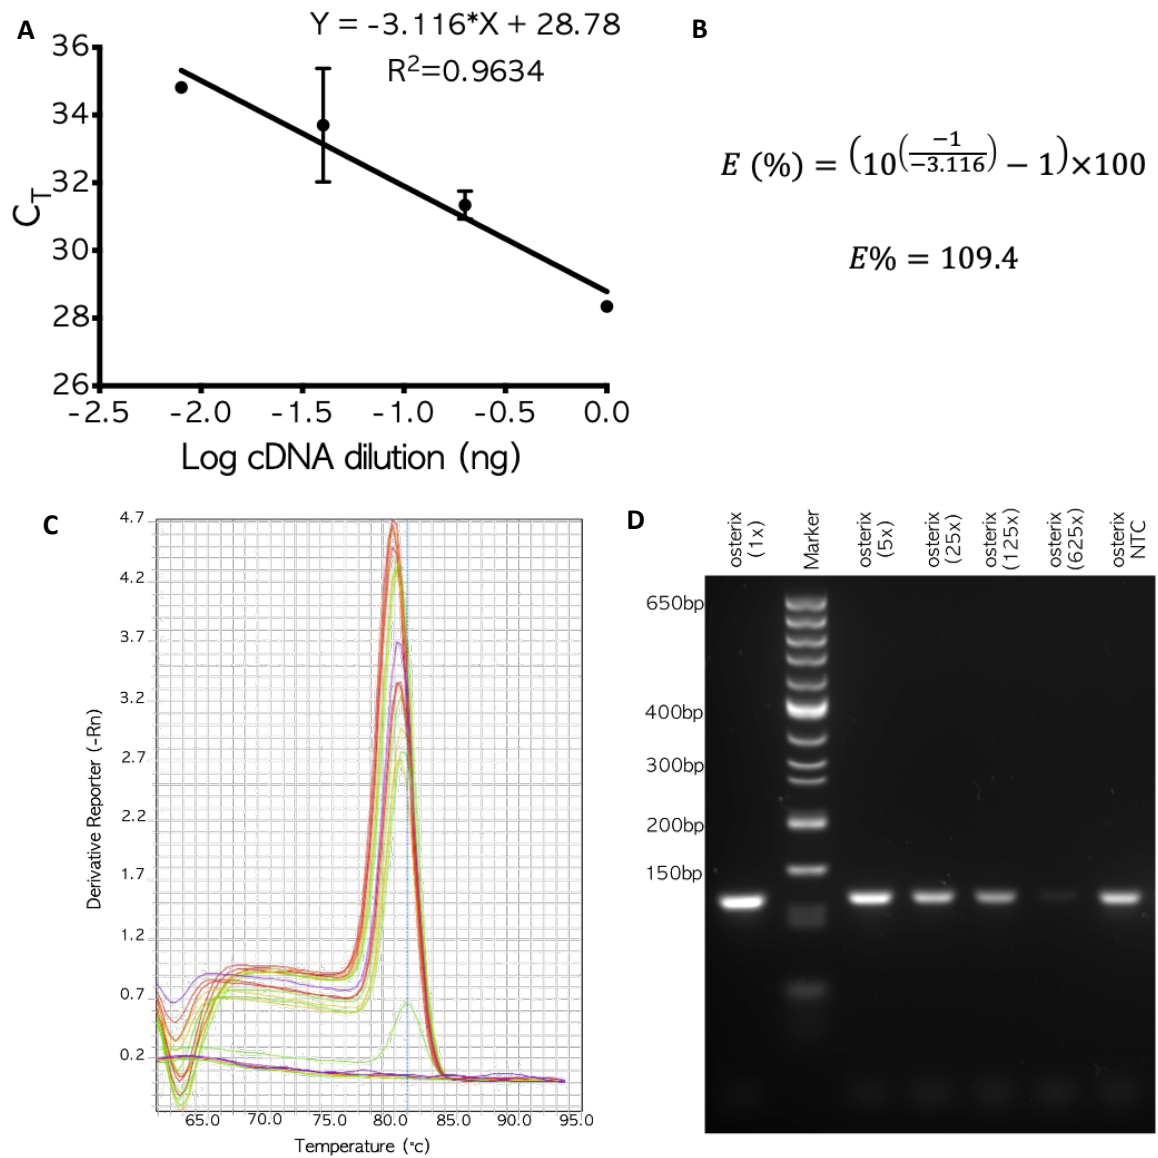 A
Y = -3.116*X + 28.78
R²=0.9634
36
34
32
30
28
26
C_T
-2.5 -2.0 -1.5 -1.0 -0.5 0.0
Log cDNA dilution (ng)
B
E (%) = (10^(-1/-3.116) − 1)×100
E% = 109.4
C
4.7
4.2
3.7
3.2
2.7
2.2
1.7
1.2
0.7
0.2
Derivative Reporter (-Rn)
65.0 70.0 75.0 80.0 85.0 90.0 95.0
Temperature (°c)
D
osterix
(1x)
Marker
osterix
(5x)
osterix
(25x)
osterix
(125x)
osterix
(625x)
osterix
NTC
650bp
400bp
300bp
200bp
150bp